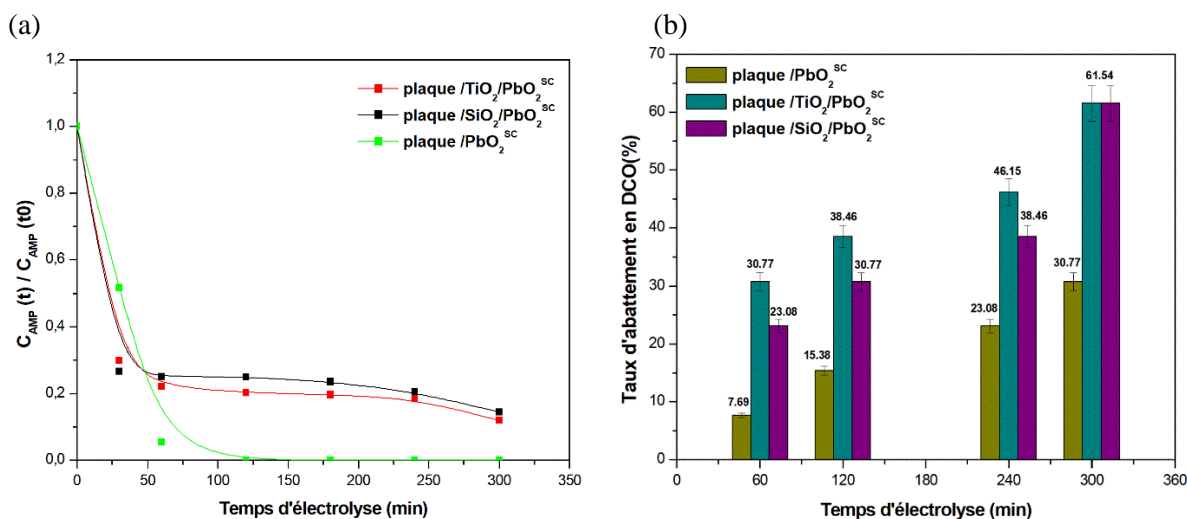 (a)
(b)
1,2
1,0
0,8
0,6
0,4
0,2
0,0
C_AMP (t) / C_AMP (t0)
plaque /TiO₂/PbO₂^SC
plaque /SiO₂/PbO₂^SC
plaque /PbO₂^SC
0 50 100 150 200 250 300 350
Temps d'électrolyse (min)
70
60
50
40
30
20
10
0
Taux d'abattement en DCO(%)
plaque /PbO₂^SC
plaque /TiO₂/PbO₂^SC
plaque /SiO₂/PbO₂^SC
7.69
30.77
23.08
15.38
38.46
30.77
23.08
46.15
38.46
30.77
61.54
0 60 120 180 240 300 360
Temps d'électrolyse (min)